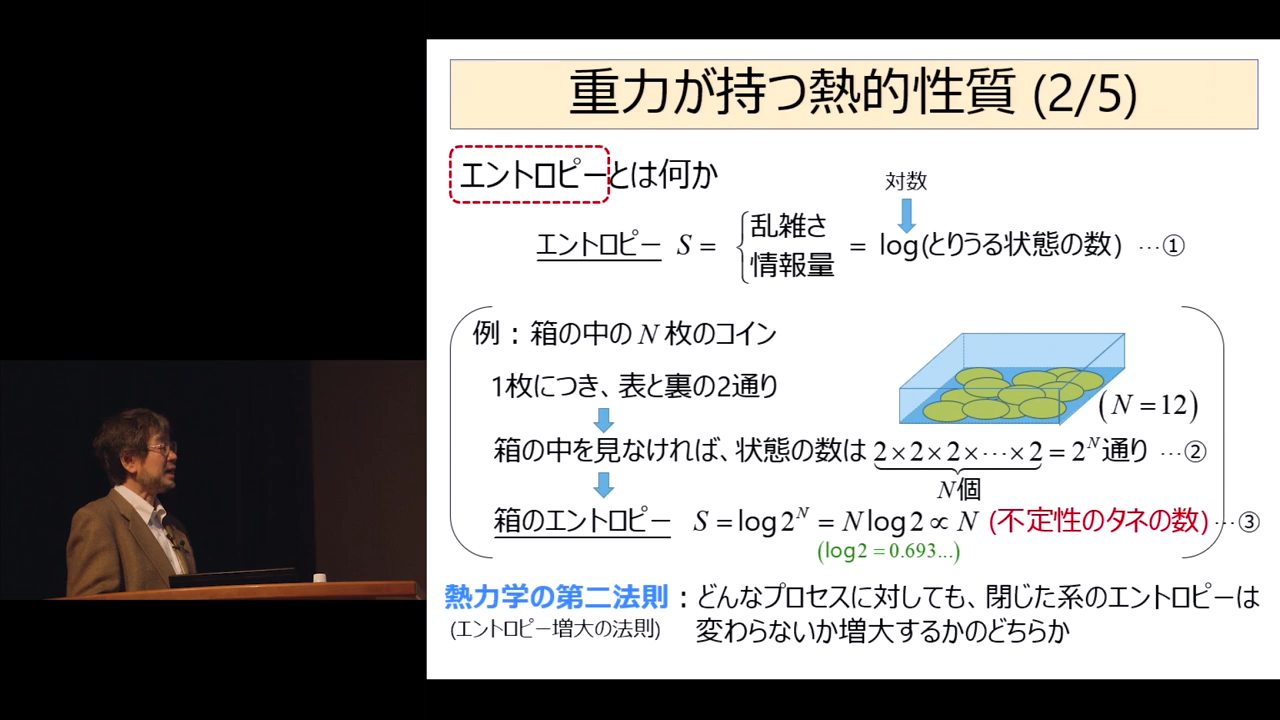 重力が持つ熱的性質 (2/5)
エントロピーとは何か
対数
エントロピー S = { 乱雑さ 情報量 = log(とりうる状態の数) …①
例：箱の中の N 枚のコイン
1枚につき、表と裏の2通り
(N = 12)
箱の中を見なければ、状態の数は 2×2×2×⋯×2 = 2^N 通り …②
N個
箱のエントロピー S = log2^N = N log2 ∝ N (不定性のタネの数) …③
(log2 = 0.693...)
熱力学の第二法則：どんなプロセスに対しても、閉じた系のエントロピーは
(エントロピー増大の法則) 変わらないか増大するかのどちらか